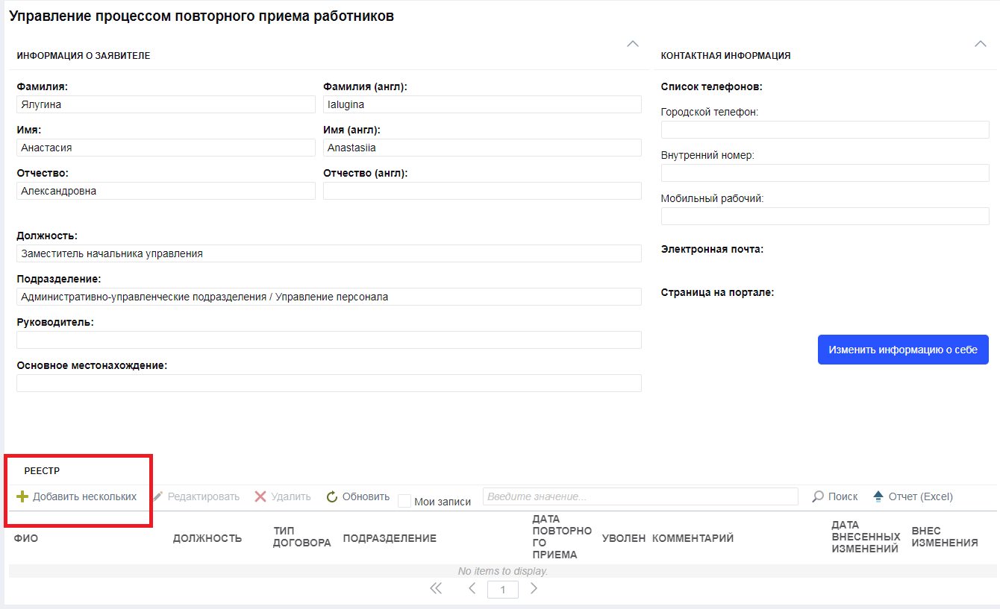 Управление процессом повторного приема работников
ИНФОРМАЦИЯ О ЗАЯВИТЕЛЕ
Фамилия:
Ялугина
Фамилия (англ):
Ialugina
Имя:
Анастасия
Имя (англ):
Anastasiia
Отчество:
Александровна
Отчество (англ):
Должность:
Заместитель начальника управления
Подразделение:
Административно-управленческие подразделения / Управление персонала
Руководитель:
Основное местонахождение:
КОНТАКТНАЯ ИНФОРМАЦИЯ
Список телефонов:
Городской телефон:
Внутренний номер:
Мобильный рабочий:
Электронная почта:
Страница на портале:
Изменить информацию о себе
РЕЕСТР
Добавить нескольких Редактировать Удалить Обновить Мои записи Введите значение... Поиск Отчет (Excel)
ФИО
ДОЛЖНОСТЬ
ТИП
ДОГОВОРА
ПОДРАЗДЕЛЕНИЕ
ДАТА
ПОВТОРНО
ГО
ПРИЕМА
УВОЛЕН
КОММЕНТАРИЙ
ДАТА
ВНЕСЕННЫХ
ИЗМЕНЕНИЙ
ВНЕС
ИЗМЕНЕНИЯ
No items to display.
1